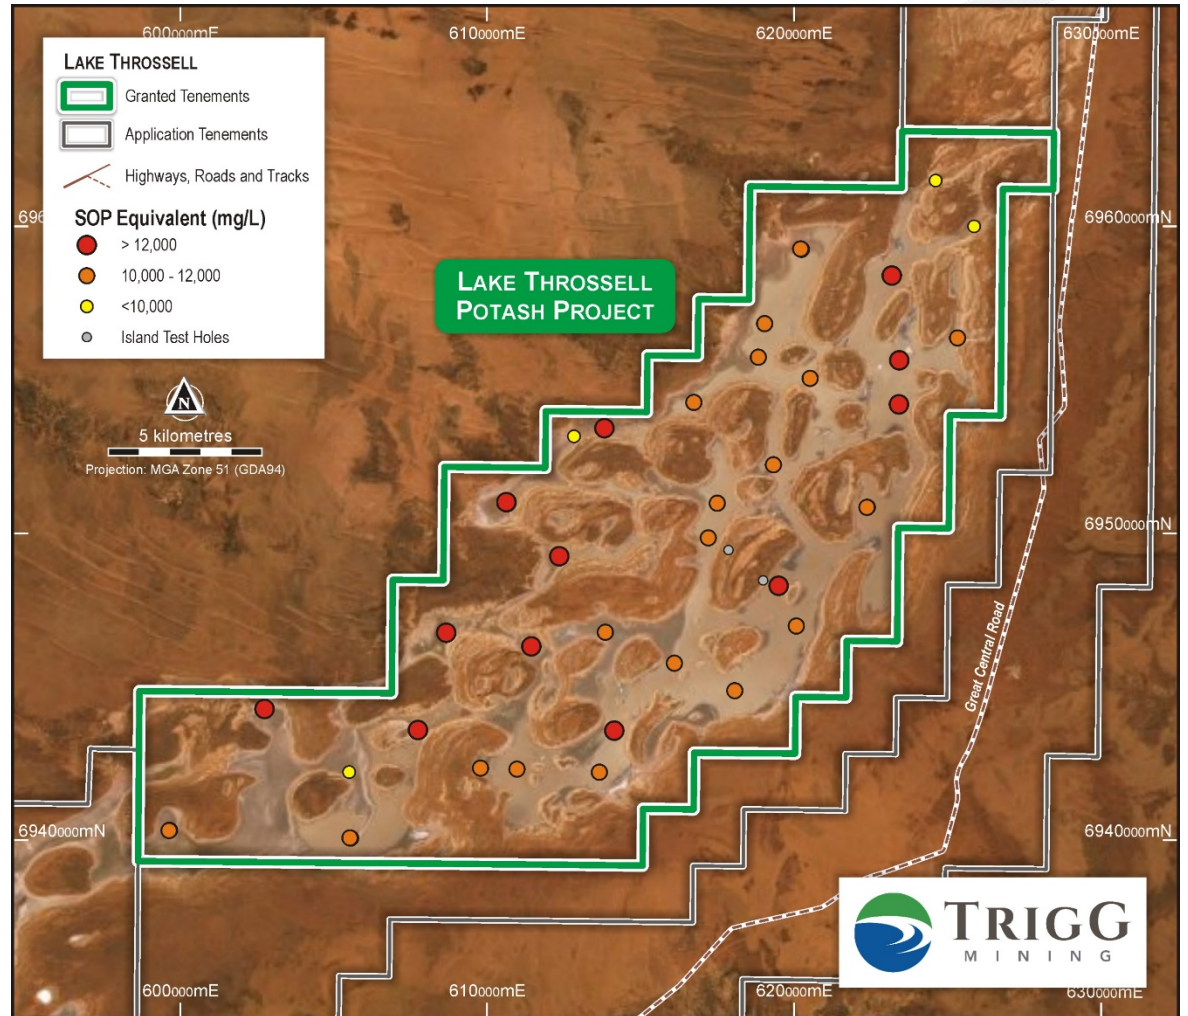 600000mE
610000mE
620000mE
630000mE
LAKE THROSSELL
Granted Tenements
Application Tenements
Highways, Roads and Tracks
SOP Equivalent (mg/L)
> 12,000
10,000 - 12,000
<10,000
Island Test Holes
696
6960000mN
LAKE THROSSELL
POTASH PROJECT
N
5 kilometres
Projection: MGA Zone 51 (GDA94)
6950000mN
Great Central Road
6940000mN
6940000mN
TRIGG
MINING
600000mE
610000mE
620000mE
630000mE